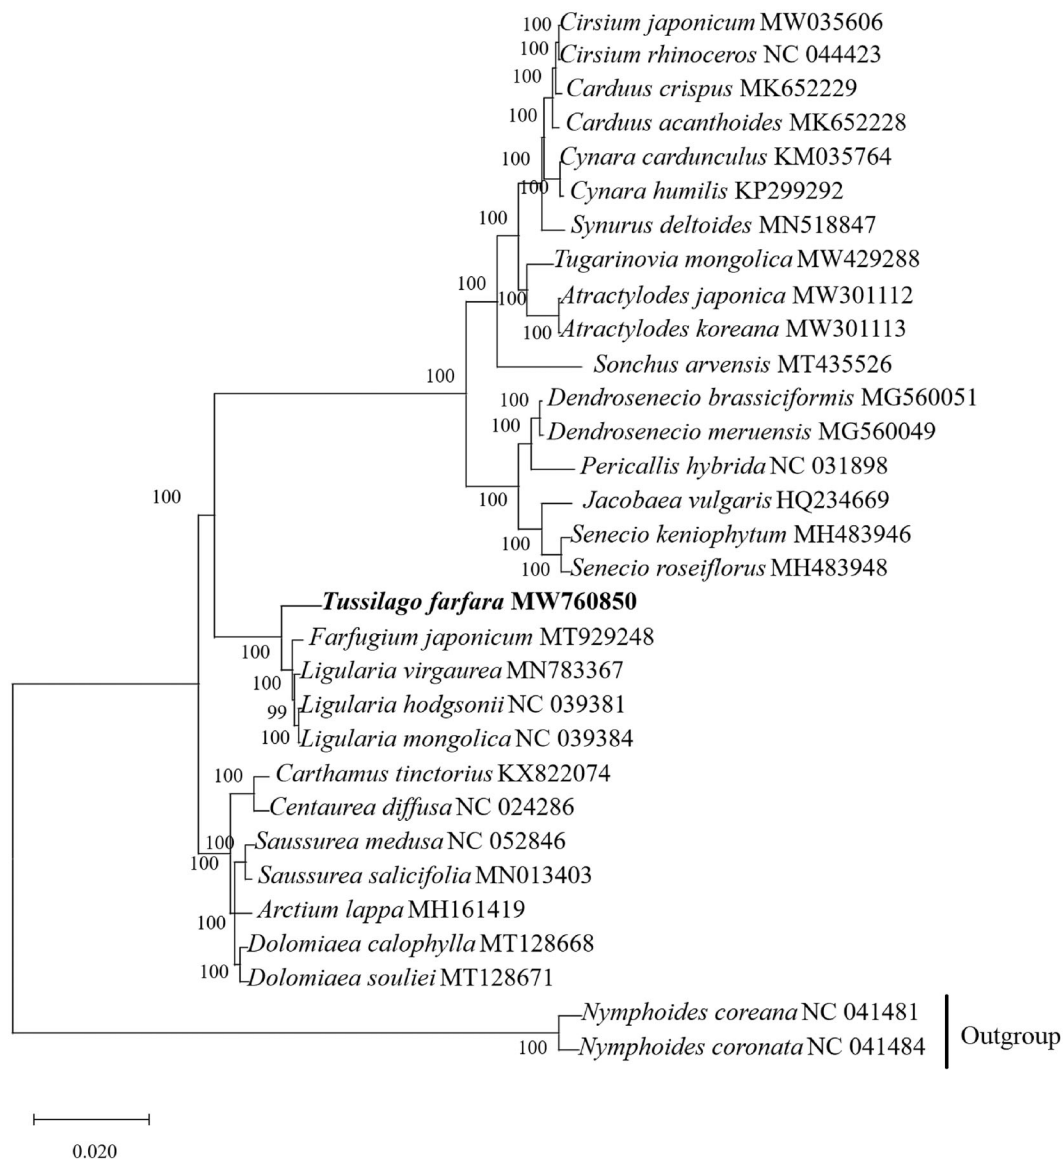 100 Cirsium japonicum MW035606
100 Cirsium rhinoceros NC 044423
100 Carduus crispus MK652229
100 Carduus acanthoides MK652228
100 Cynara cardunculus KM035764
100 Cynara humilis KP299292
100 Synurus deltoides MN518847
Tugarinovia mongolica MW429288
100 100 Atractylodes japonica MW301112
100 Atractylodes koreana MW301113
Sonchus arvensis MT435526
100
100 Dendrosenecio brassiciformis MG560051
100 Dendrosenecio meruensis MG560049
Pericallis hybrida NC 031898
100 100 Jacobaea vulgaris HQ234669
100 Senecio keniophytum MH483946
100 Senecio roseiflorus MH483948
Tussilago farfara MW760850
Farfugium japonicum MT929248
100
100 Ligularia virgaurea MN783367
99 Ligularia hodgsonii NC 039381
100 Ligularia mongolica NC 039384
100 Carthamus tinctorius KX822074
Centaurea diffusa NC 024286
100 Saussurea medusa NC 052846
100 Saussurea salicifolia MN013403
100 Arctium lappa MH161419
Dolomiaea calophylla MT128668
100 Dolomiaea souliei MT128671
Nymphoides coreana NC 041481
Outgroup
100 Nymphoides coronata NC 041484
0.020